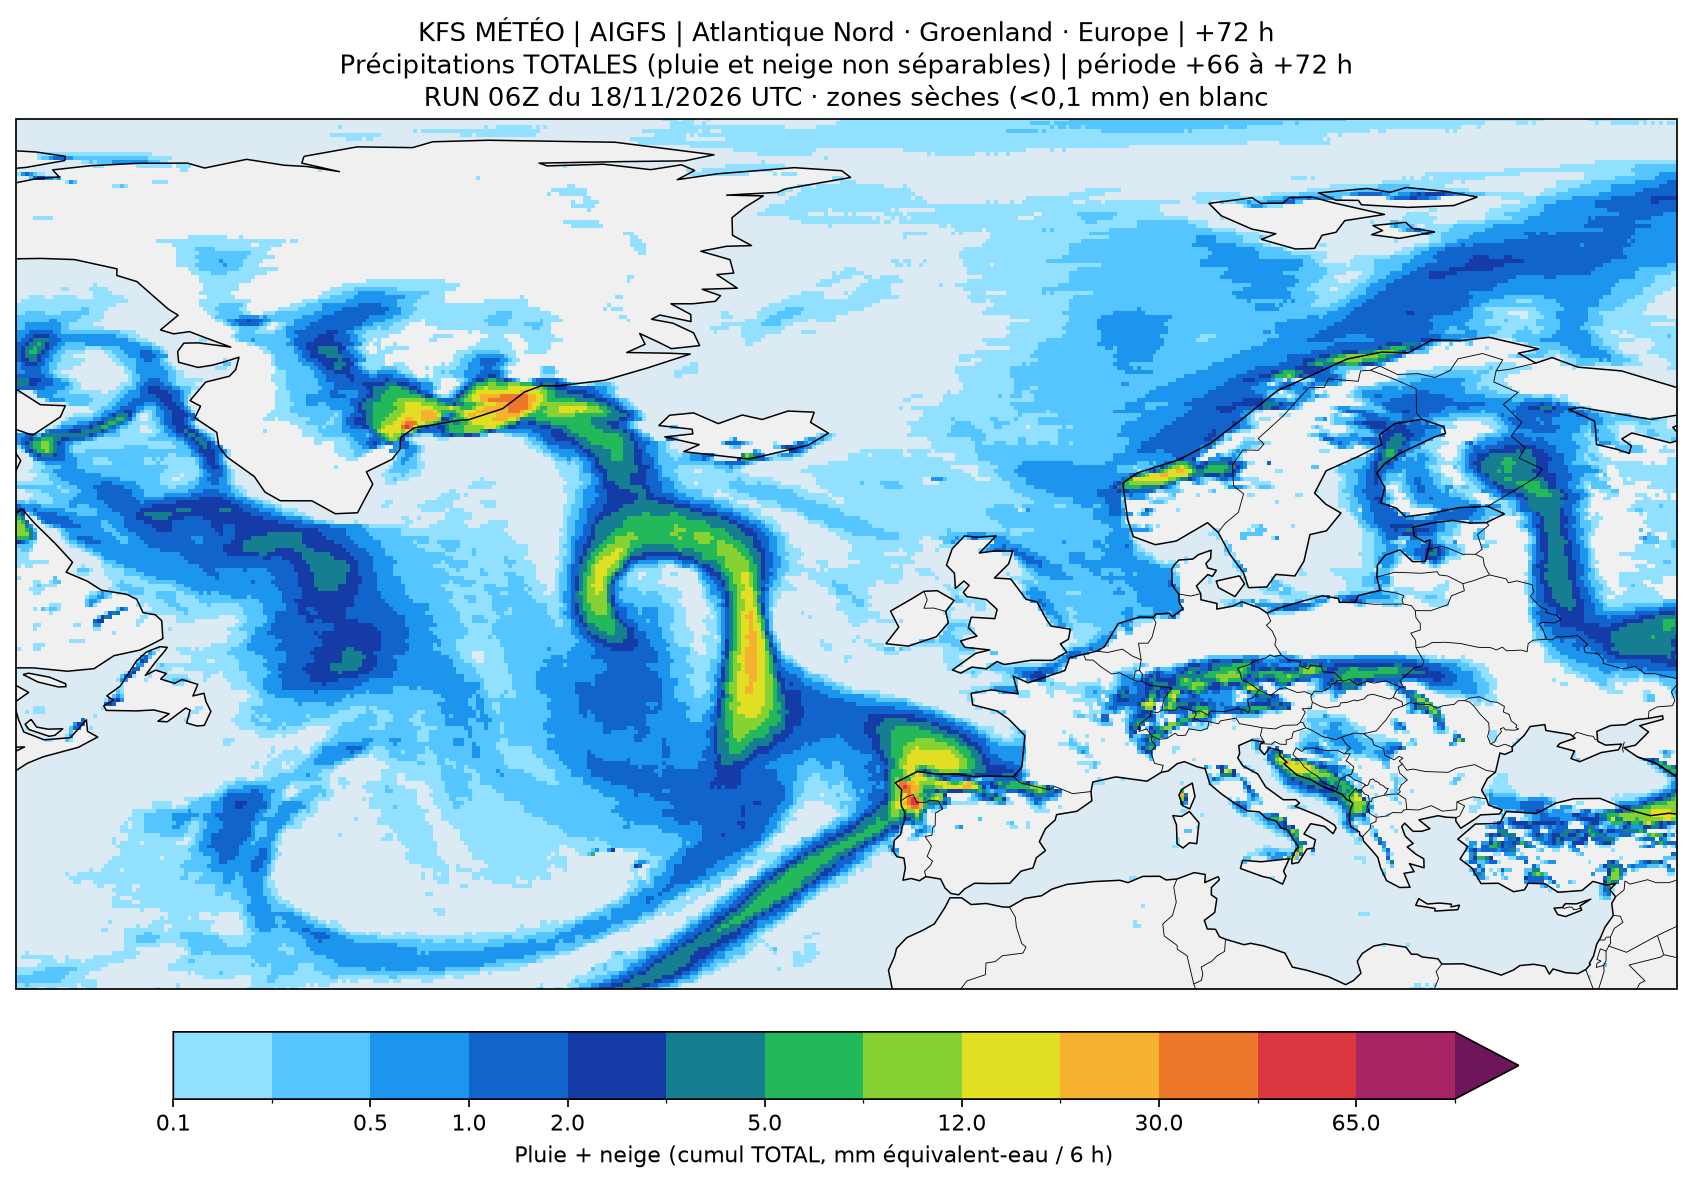 KFS MÉTÉO | AIGFS | Atlantique Nord · Groenland · Europe | +72 h
Précipitations TOTALES (pluie et neige non séparables) | période +66 à +72 h
RUN 06Z du 18/11/2026 UTC · zones sèches (<0,1 mm) en blanc
0.1 0.5 1.0 2.0 5.0 12.0 30.0 65.0
Pluie + neige (cumul TOTAL, mm équivalent-eau / 6 h)